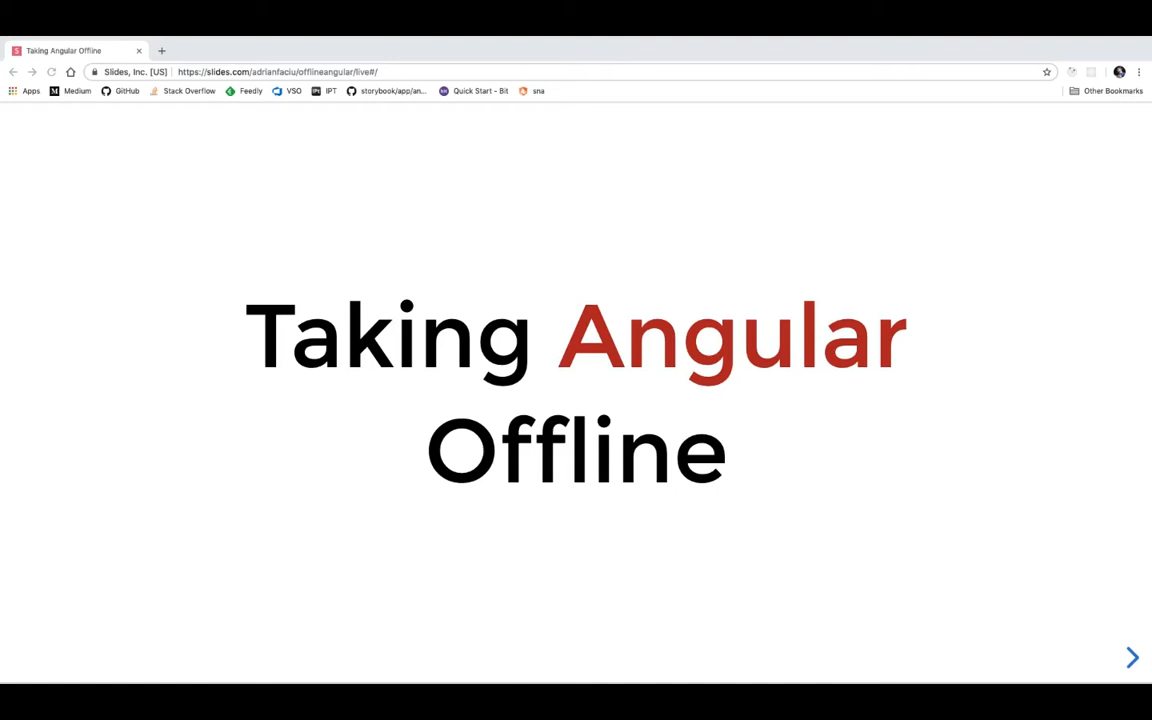 Taking Angular Offline
Slides, Inc. [US] https://slides.com/adrianfaciu/offlineangular/live#/
Apps Medium GitHub Stack Overflow Feedly VSO IPT storybook/app/an... Quick Start - Bit sna Other Bookmarks
Taking Angular
Offline